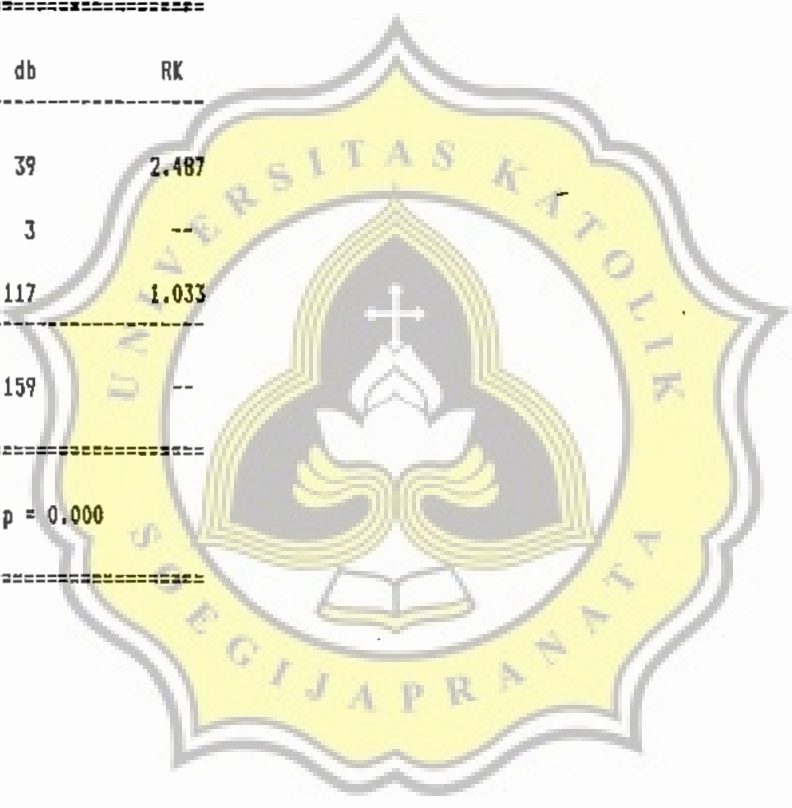 db RK
39 2.487
3 --
117 1.033
159 --
p = 0.000
UNIVERSITAS KATOLIK
SOEGIJAPRANATA